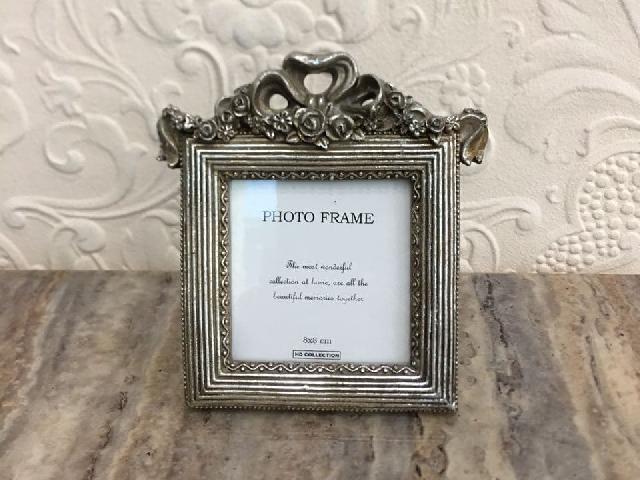 PHOTO FRAME
The most wonderful
collection at home, are all the
beautiful memories together
8x8 cm
HD COLLECTION